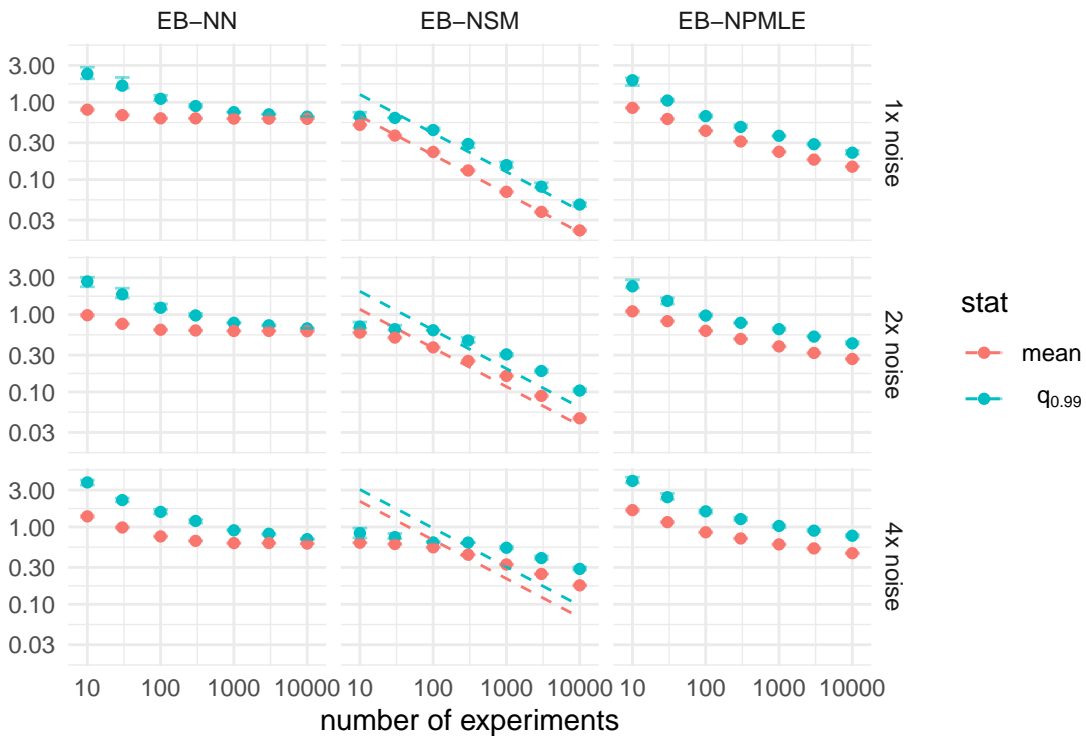 EB−NN EB−NSM EB−NPMLE
3.00
1.00
0.30
0.10
0.03
1x noise
3.00
1.00
0.30
0.10
0.03
2x noise
3.00
1.00
0.30
0.10
0.03
4x noise
10 100 1000 10000 10 100 1000 10000 10 100 1000 10000
number of experiments
stat
mean
q0.99